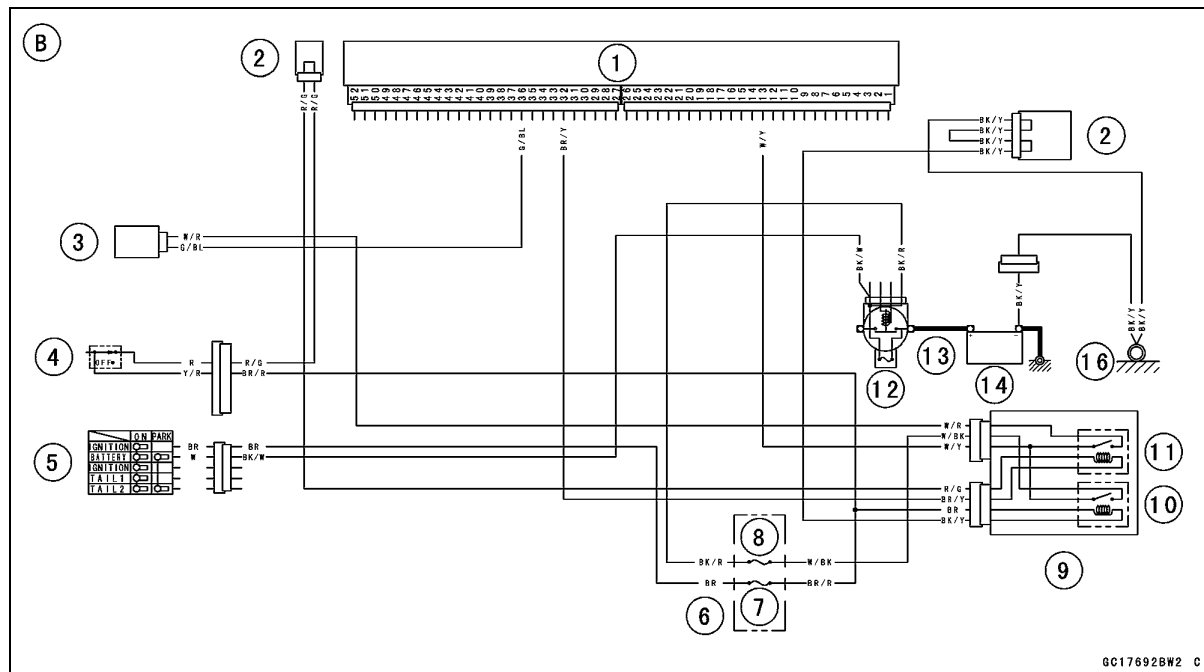 B
2
1
R/G
R/G
52 51 50 49 48 47 46 45 44 43 42 41 40 39 38 37 36 35 34 33 32 31 30 29 28 27 26 25 24 23 22 21 20 19 18 17 16 15 14 13 12 11 10 9 8 7 6 5 4 3 2 1
G/BL
BR/Y
W/Y
BK/Y
BK/Y
BK/Y
BK/Y
2
3
W/R
G/BL
BK/W
BK/R
BK/Y
BK/Y
BK/Y
4
OFF
R
Y/R
R/G
BR/R
12
13
+
-
14
16
5
ON PARK
IGNITION
BATTERY
IGNITION
TAIL1
TAIL2
BR
W
BR
BK/W
W/R
W/BK
W/Y
11
R/G
BR/Y
BR
BK/Y
10
8
BK/R
W/BK
BR
BR/R
6
7
9
GC17692BW2 C